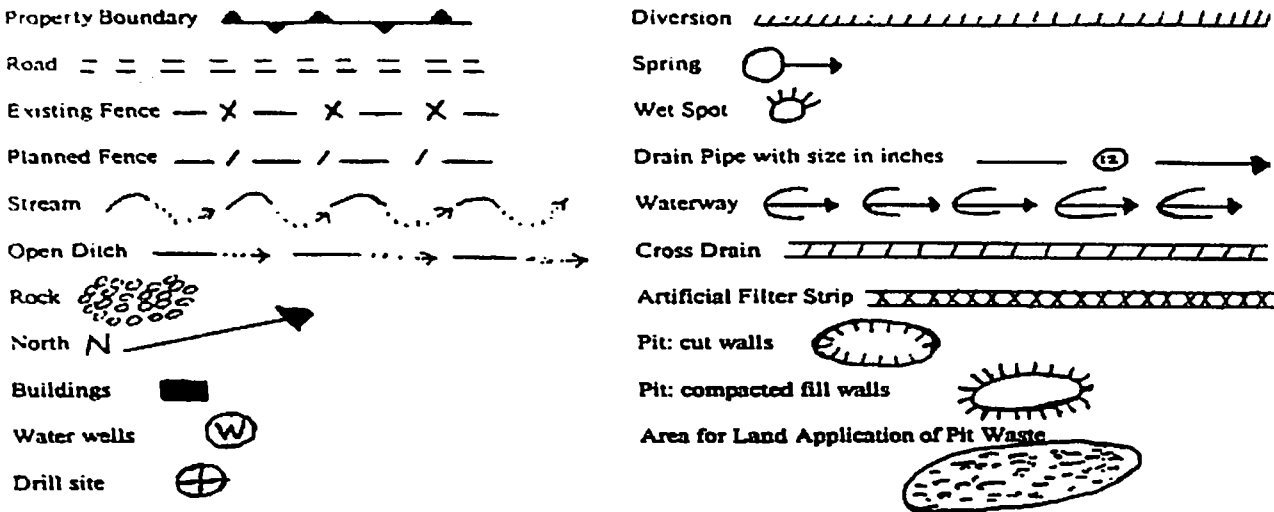 Property Boundary
Road
Existing Fence
Planned Fence
Stream
Open Ditch
Rock
North N
Buildings
Water wells W
Drill site
Diversion
Spring
Wet Spot
Drain Pipe with size in inches 12
Waterway
Cross Drain
Artificial Filter Strip
Pit: cut walls
Pit: compacted fill walls
Area for Land Application of Pit Waste